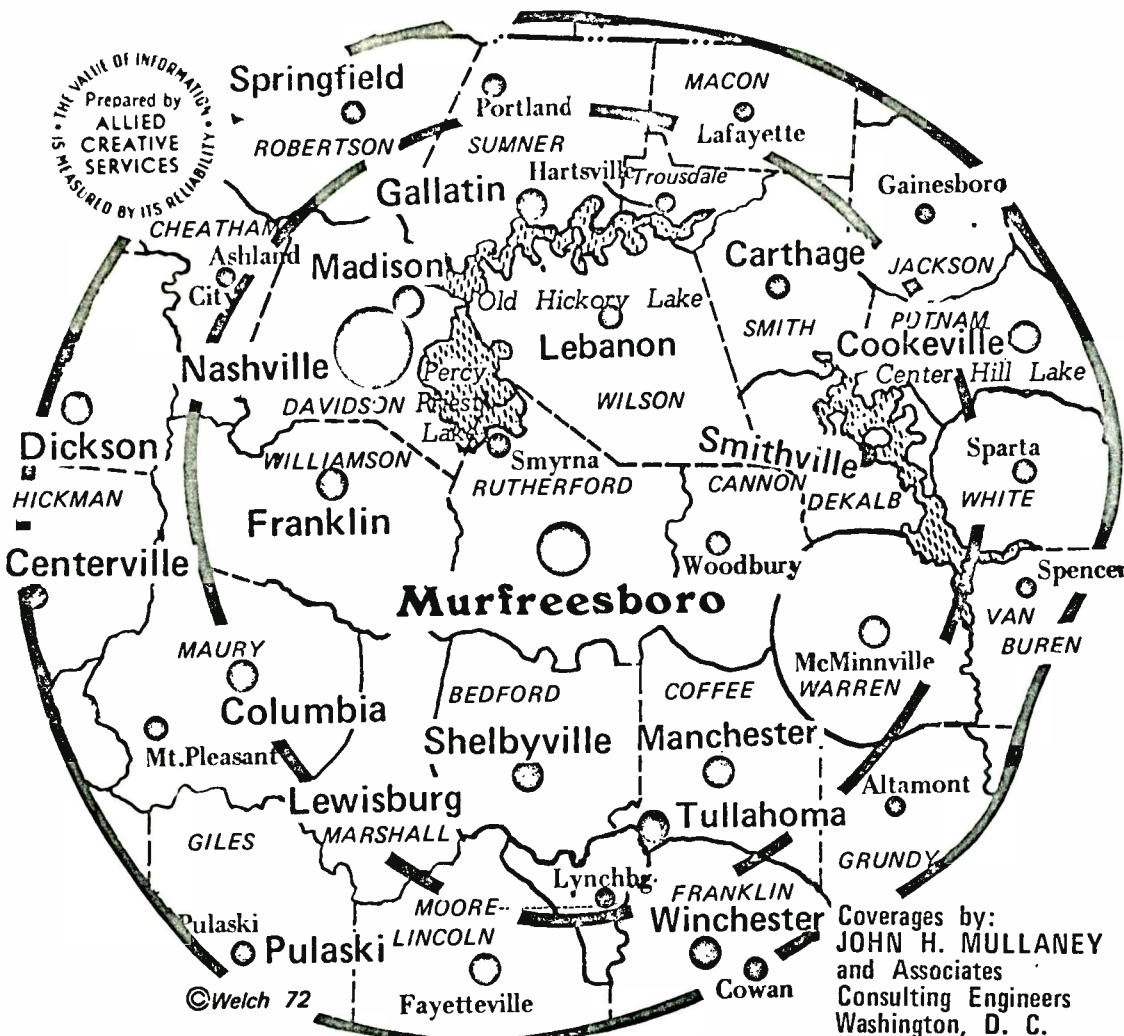 THE VALUE OF INFORMATION
IS MEASURED BY ITS RELIABILITY
Prepared by
ALLIED
CREATIVE
SERVICES
Springfield
ROBERTSON
Portland
SUMNER
MACON
Lafayette
Gallatin
Hartsville
Trousdale
Gainesboro
CHEATHAM
Ashland
City
Madison
Old Hickory Lake
Carthage
JACKSON
SMITH
PUTNAM
Cookeville
Center Hill Lake
Nashville
Lebanon
Percy
Priest
Lake
DAVIDSON
WILSON
Dickson
WILLIAMSON
Smyrna
RUTHERFORD
Smithville
CANNON
DEKALB
Sparta
WHITE
HICKMAN
Franklin
Centerville
Woodbury
Spencer
Murfreesboro
VAN
BUREN
MAURY
Columbia
BEDFORD
COFFEE
McMinnville
WARREN
Mt.Pleasant
Shelbyville
Manchester
Altamont
Lewisburg
MARSHALL
Tullahoma
GILES
GRUNDY
Lynchbg.
FRANKLIN
MOORE
Winchester
Pulaski
Pulaski
LINCOLN
Cowan
Fayetteville
©Welch 72
Coverages by:
JOHN H. MULLANEY
and Associates
Consulting Engineers
Washington, D. C.